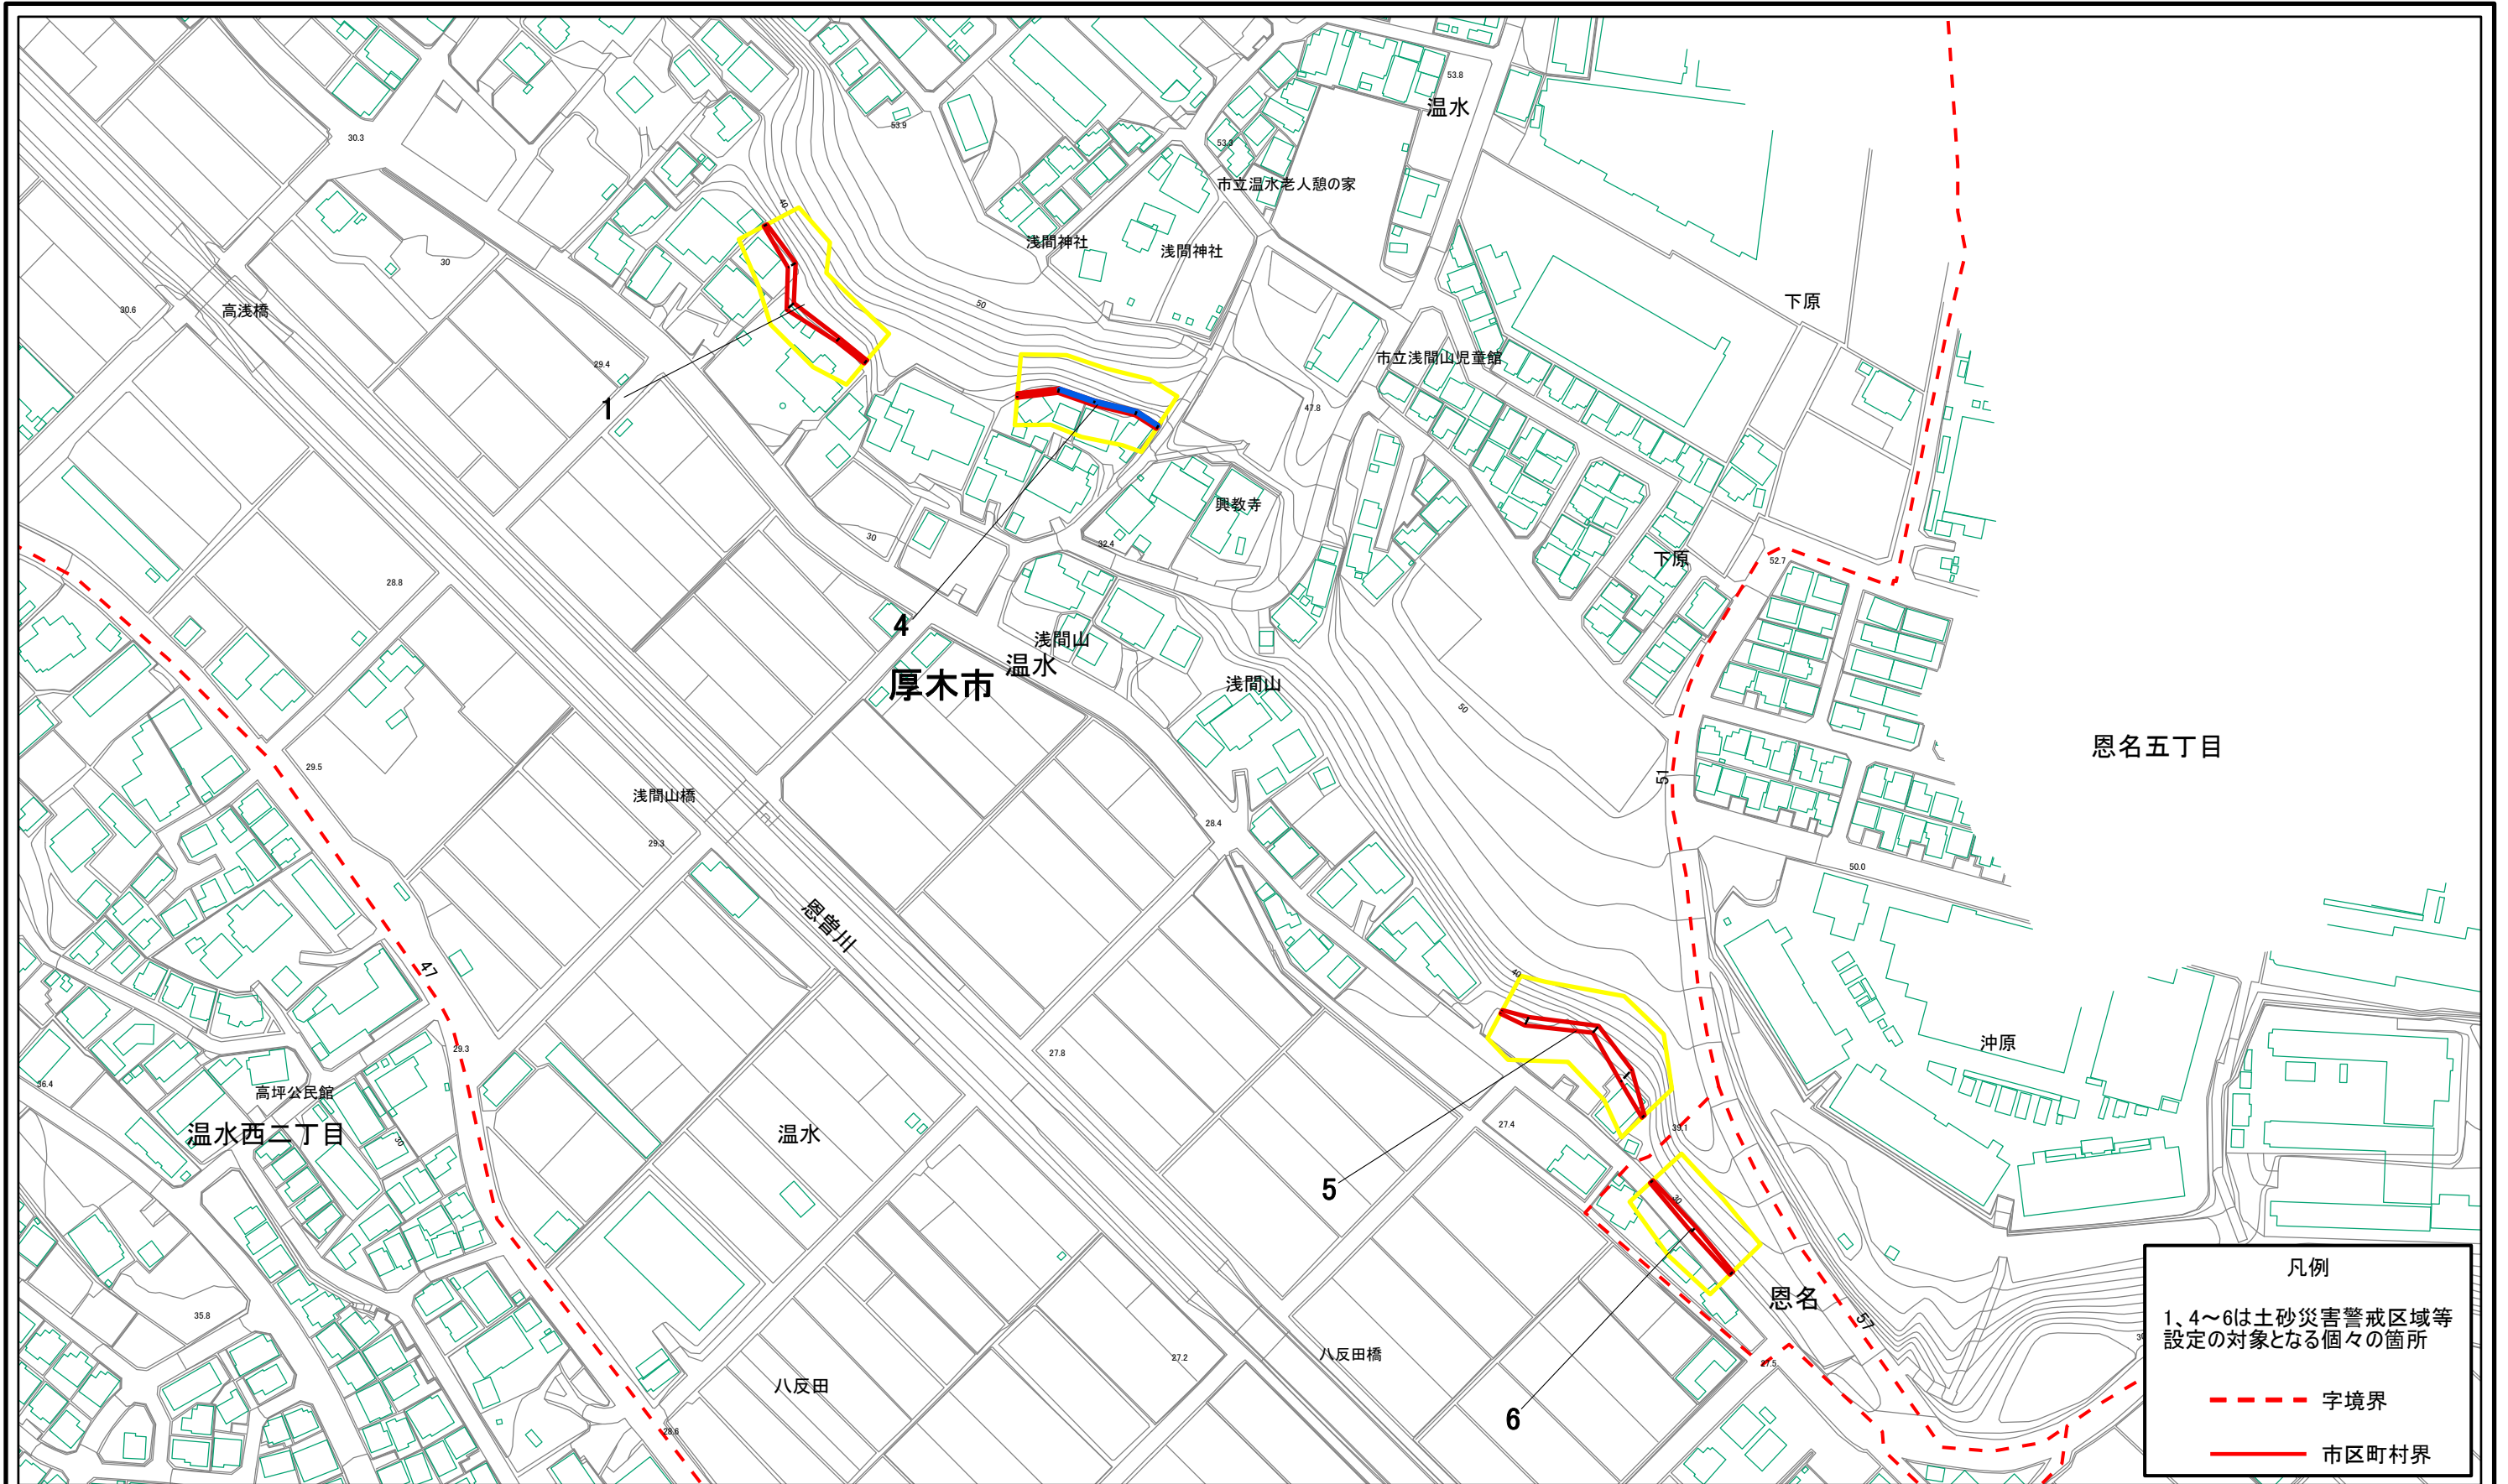 53.8
温水
53.9
30.3
53.3
市立温水老人憩の家
40
浅間神社
浅間神社
30
50
下原
30.6
高浅橋
29.4
市立浅間山児童館
1
47.8
興教寺
30
32.4
下原
52.7
28.8
4
浅間山
温水
厚木市
浅間山
50
恩名五丁目
29.5
51
浅間山橋
28.4
29.3
50.0
恩曽川
47
40
沖原
29.3
27.8
36.4
高坪公民館
温水西二丁目
30
温水
27.4
39.1
5
30
恩名
57
35.8
27.2
八反田橋
27.5
八反田
6
28.6
凡例
1、4~6は土砂災害警戒区域等
設定の対象となる個々の箇所
字境界
市区町村界